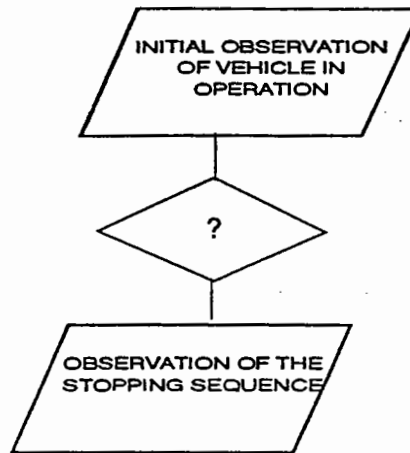 INITIAL OBSERVATION
OF VEHICLE IN
OPERATION
?
OBSERVATION OF THE
STOPPING SEQUENCE